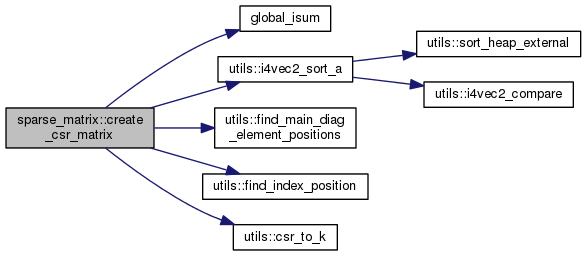 global_isum
utils::sort_heap_external
utils::i4vec2_sort_a
utils::i4vec2_compare
sparse_matrix::create
_csr_matrix
utils::find_main_diag
_element_positions
utils::find_index_position
utils::csr_to_k